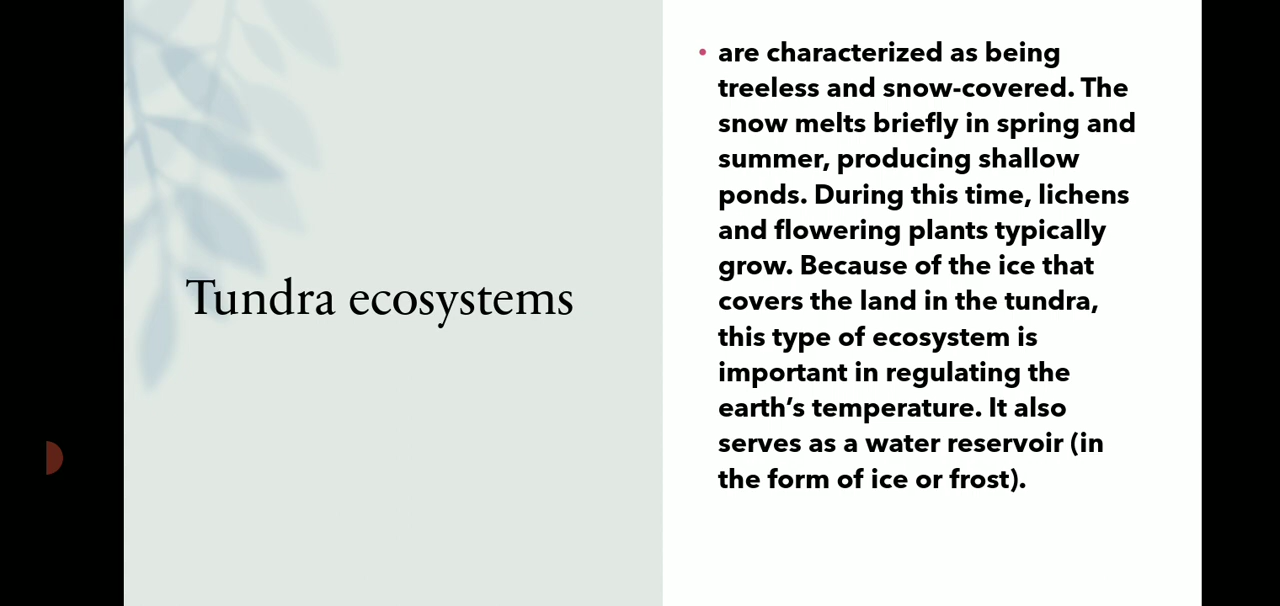 Tundra ecosystems
• are characterized as being
treeless and snow-covered. The
snow melts briefly in spring and
summer, producing shallow
ponds. During this time, lichens
and flowering plants typically
grow. Because of the ice that
covers the land in the tundra,
this type of ecosystem is
important in regulating the
earth’s temperature. It also
serves as a water reservoir (in
the form of ice or frost).